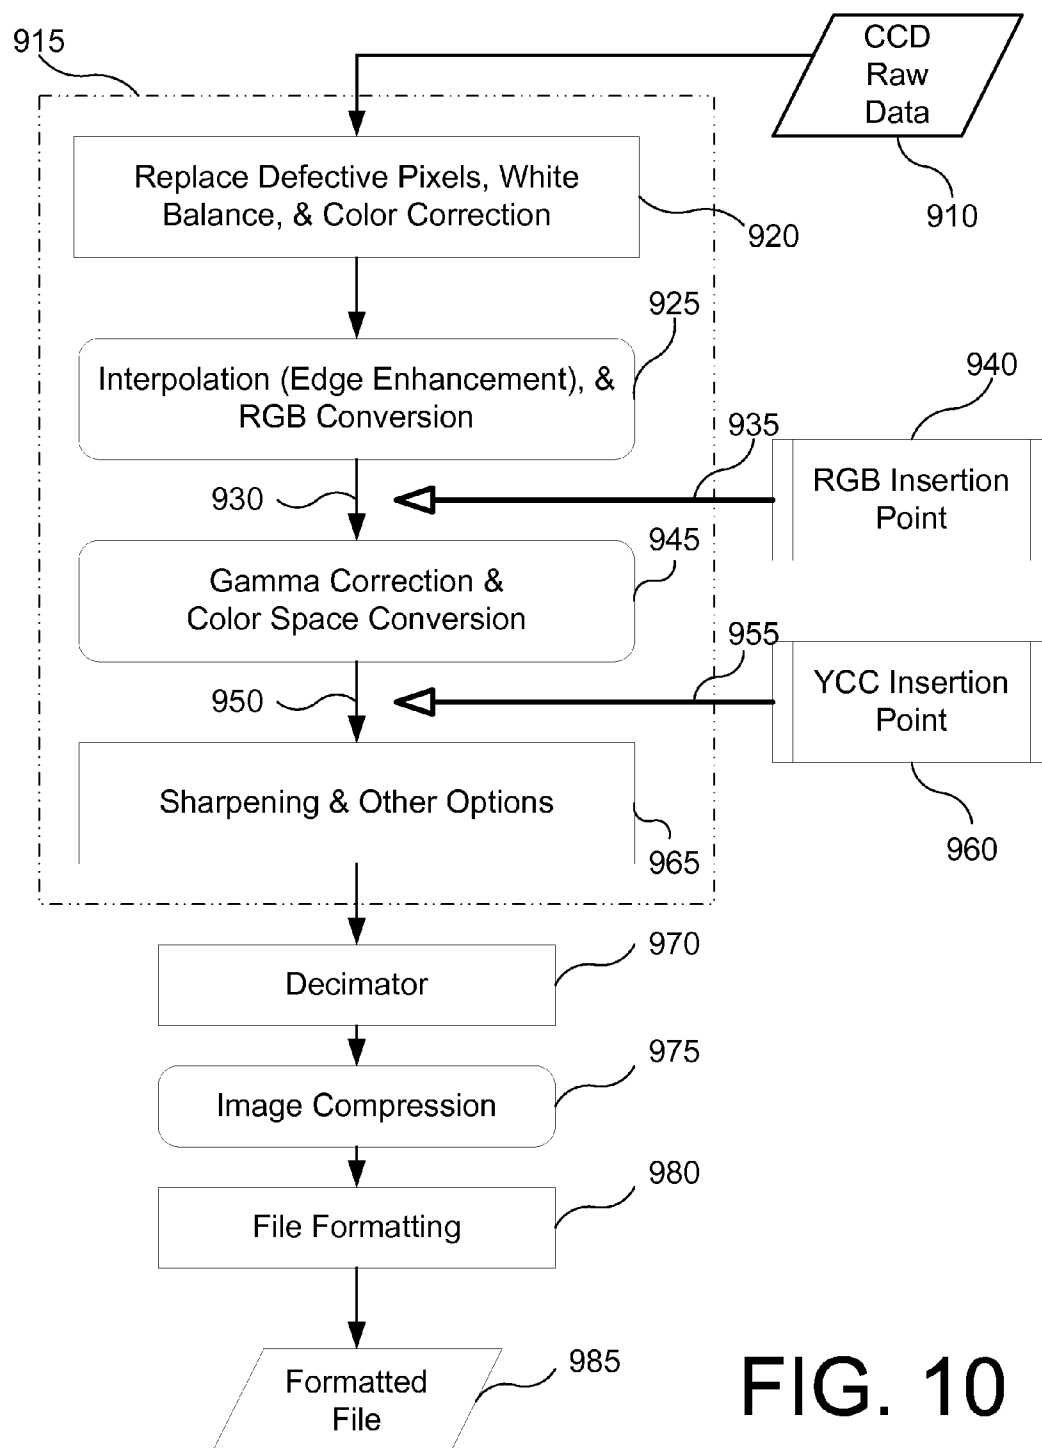 915
CCD
Raw
Data
910
Replace Defective Pixels, White
Balance, & Color Correction
920
925
Interpolation (Edge Enhancement), &
RGB Conversion
940
935
930
RGB Insertion
Point
945
Gamma Correction &
Color Space Conversion
955
950
YCC Insertion
Point
960
Sharpening & Other Options
965
970
Decimator
975
Image Compression
980
File Formatting
985
Formatted
File
FIG. 10